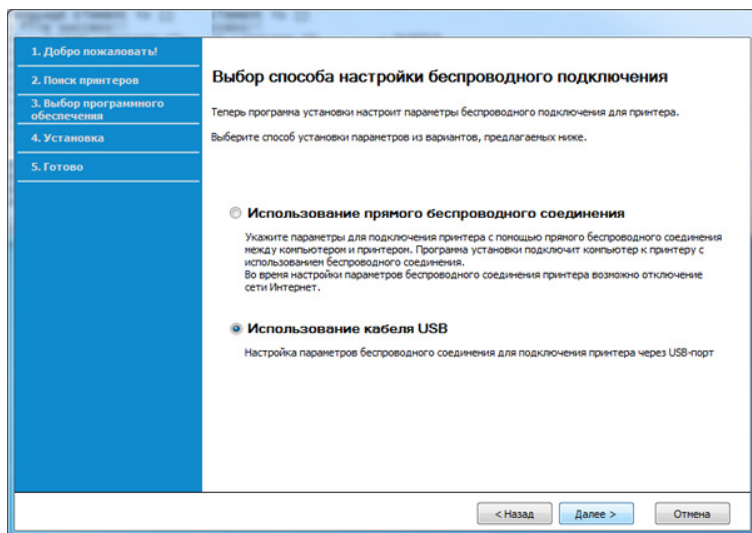 1. Добро пожаловать!
2. Поиск принтеров
3. Выбор программного
обеспечения
4. Установка
5. Готово
Выбор способа настройки беспроводного подключения
Теперь программа установки настроит параметры беспроводного подключения для принтера.
Выберите способ установки параметров из вариантов, предлагаемых ниже.
Использование прямого беспроводного соединения
Укажите параметры для подключения принтера с помощью прямого беспроводного соединения
между компьютером и принтером. Программа установки подключит компьютер к принтеру с
использованием беспроводного соединения.
Во время настройки параметров беспроводного соединения принтера возможно отключение
сети Интернет.
Использование кабеля USB
Настройка параметров беспроводного соединения для подключения принтера через USB-порт
< Назад
Далее >
Отмена